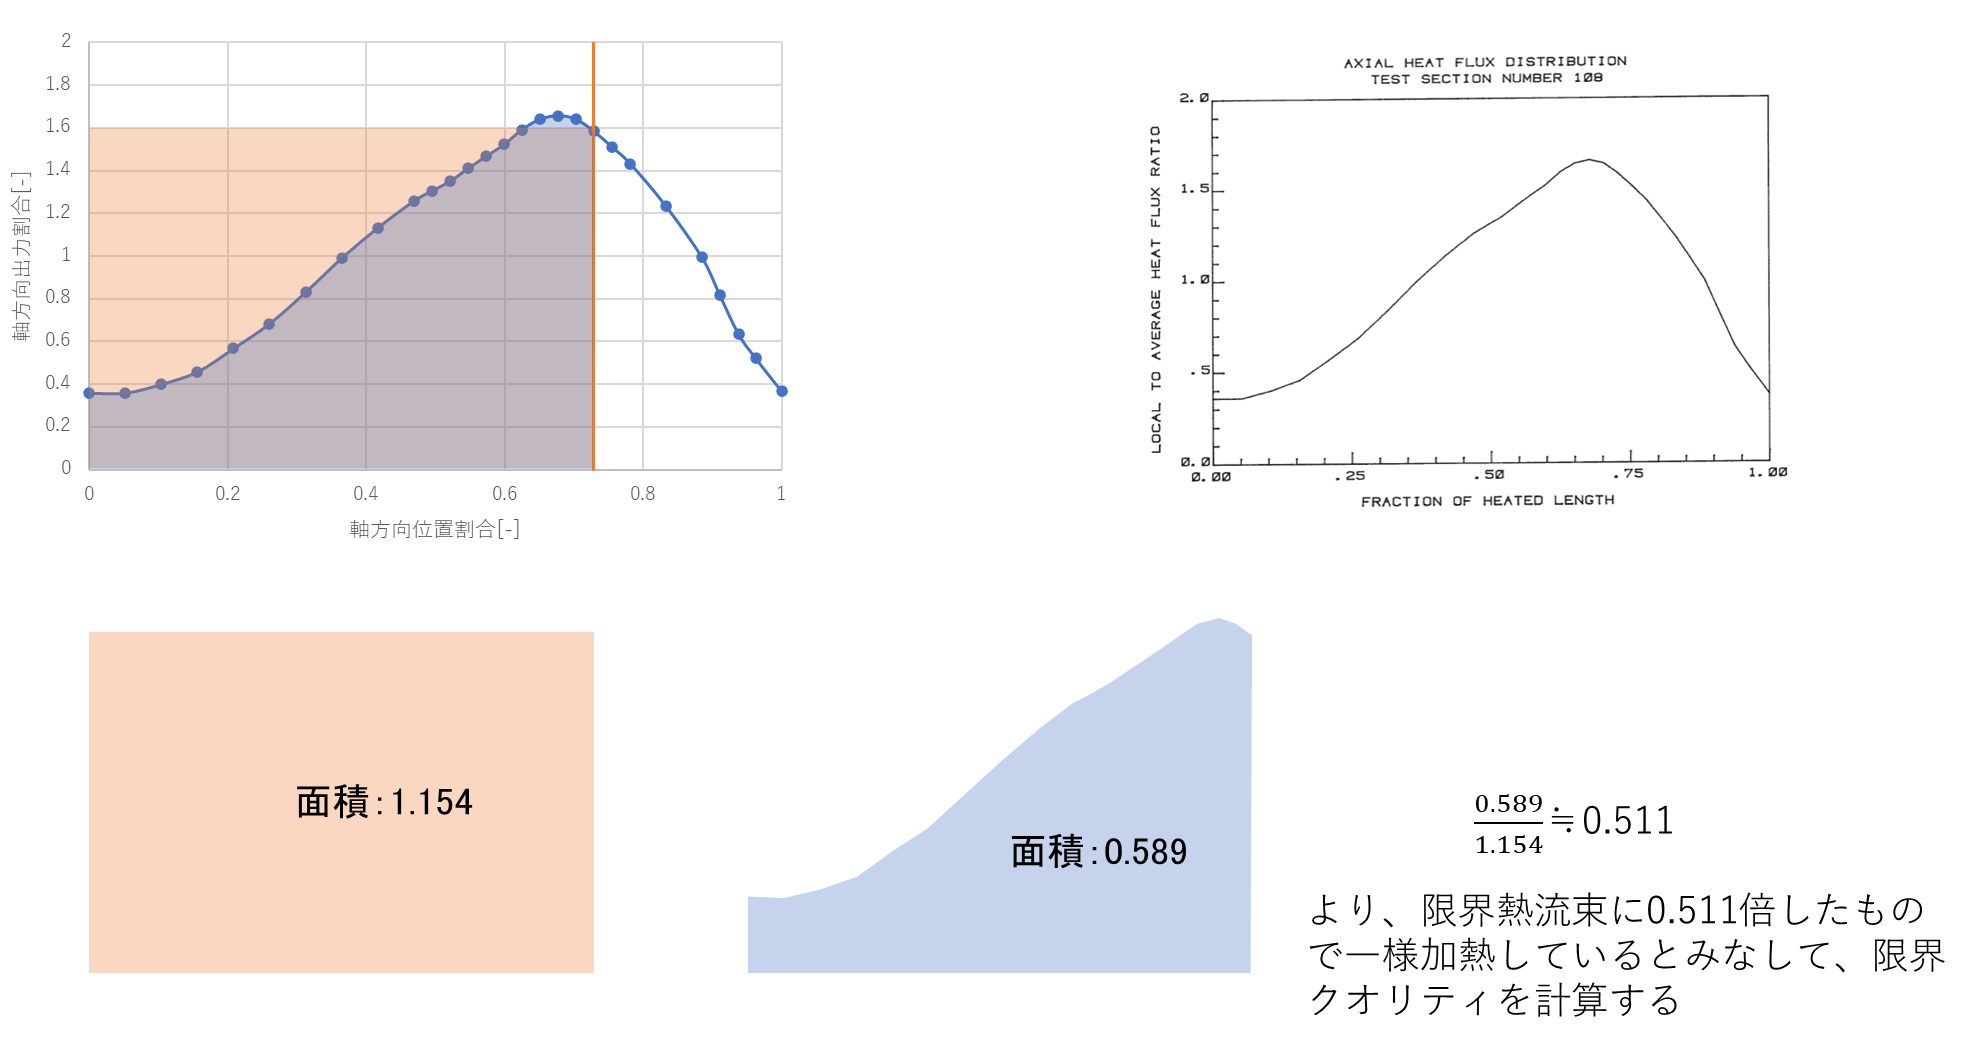 2
1.8
1.6
1.4
1.2
1
0.8
0.6
0.4
0.2
0
0
0.2
0.4
0.6
0.8
1
軸方向出力割合[-]
軸方向位置割合[-]
AXIAL HEAT FLUX DISTRIBUTION
TEST SECTION NUMBER 108
2.0
1.5
1.0
.5
0.0
0.00
.25
.50
.75
1.00
LOCAL TO AVERAGE HEAT FLUX RATIO
FRACTION OF HEATED LENGTH
面積:1.154
面積:0.589
0.589
1.154
≒0.511
より、限界熱流束に0.511倍したもの
で一様加熱しているとみなして、限界
クオリティを計算する